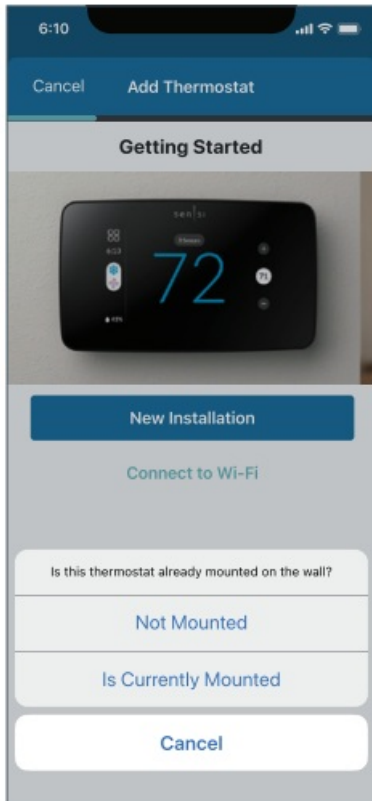 6:10
Cancel Add Thermostat
Getting Started
sensi
72
71
New Installation
Connect to Wi-Fi
Is this thermostat already mounted on the wall?
Not Mounted
Is Currently Mounted
Cancel